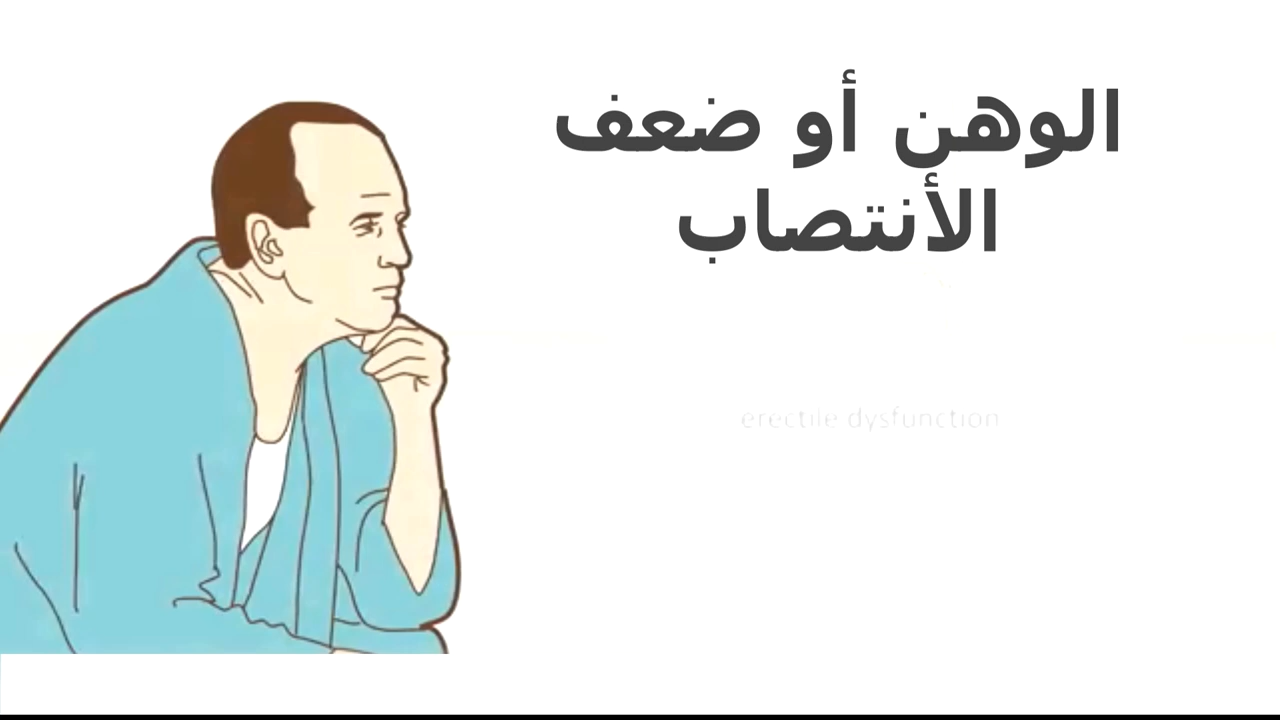 الوهن أو ضعف
الأنتصاب
erectile dysfunction